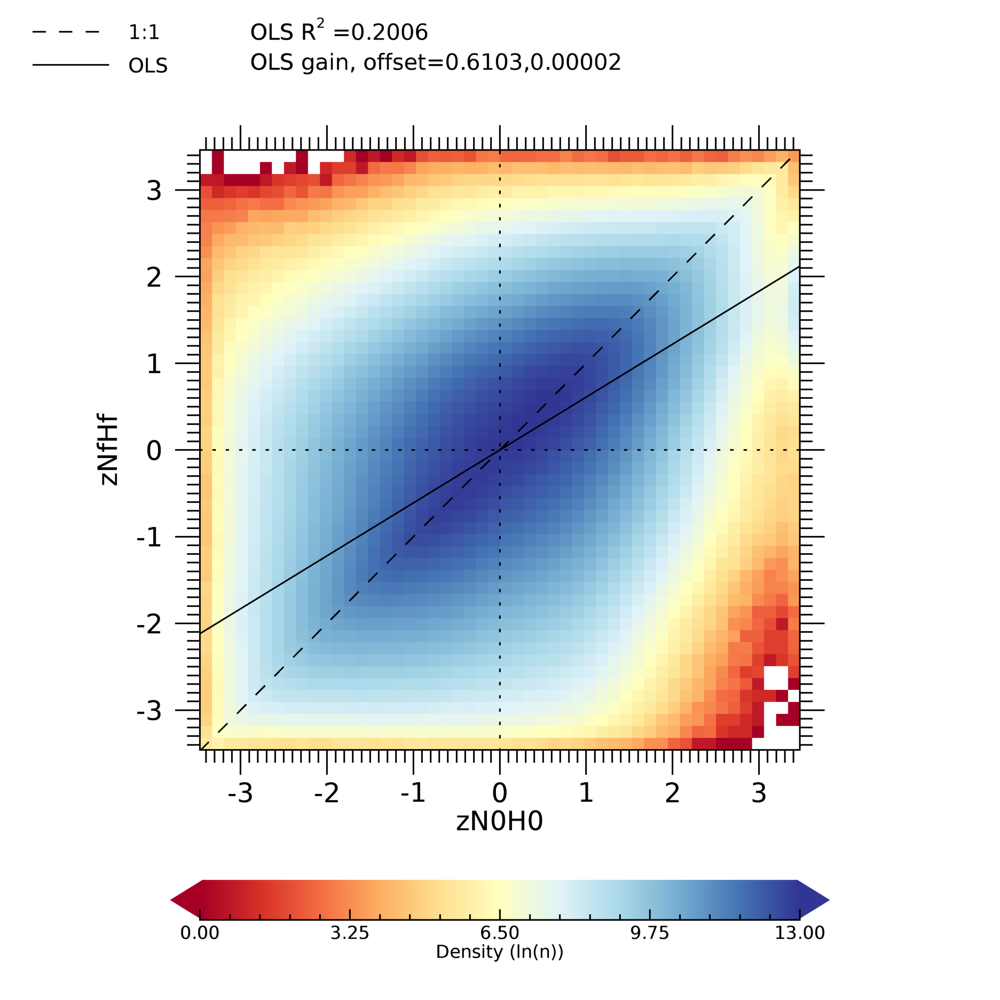 1:1
OLS
OLS R² =0.2006
OLS gain, offset=0.6103,0.00002
3
2
1
0
-1
-2
-3
zNfHf
-3 -2 -1 0 1 2 3
zN0H0
0.00 3.25 6.50 9.75 13.00
Density (ln(n))